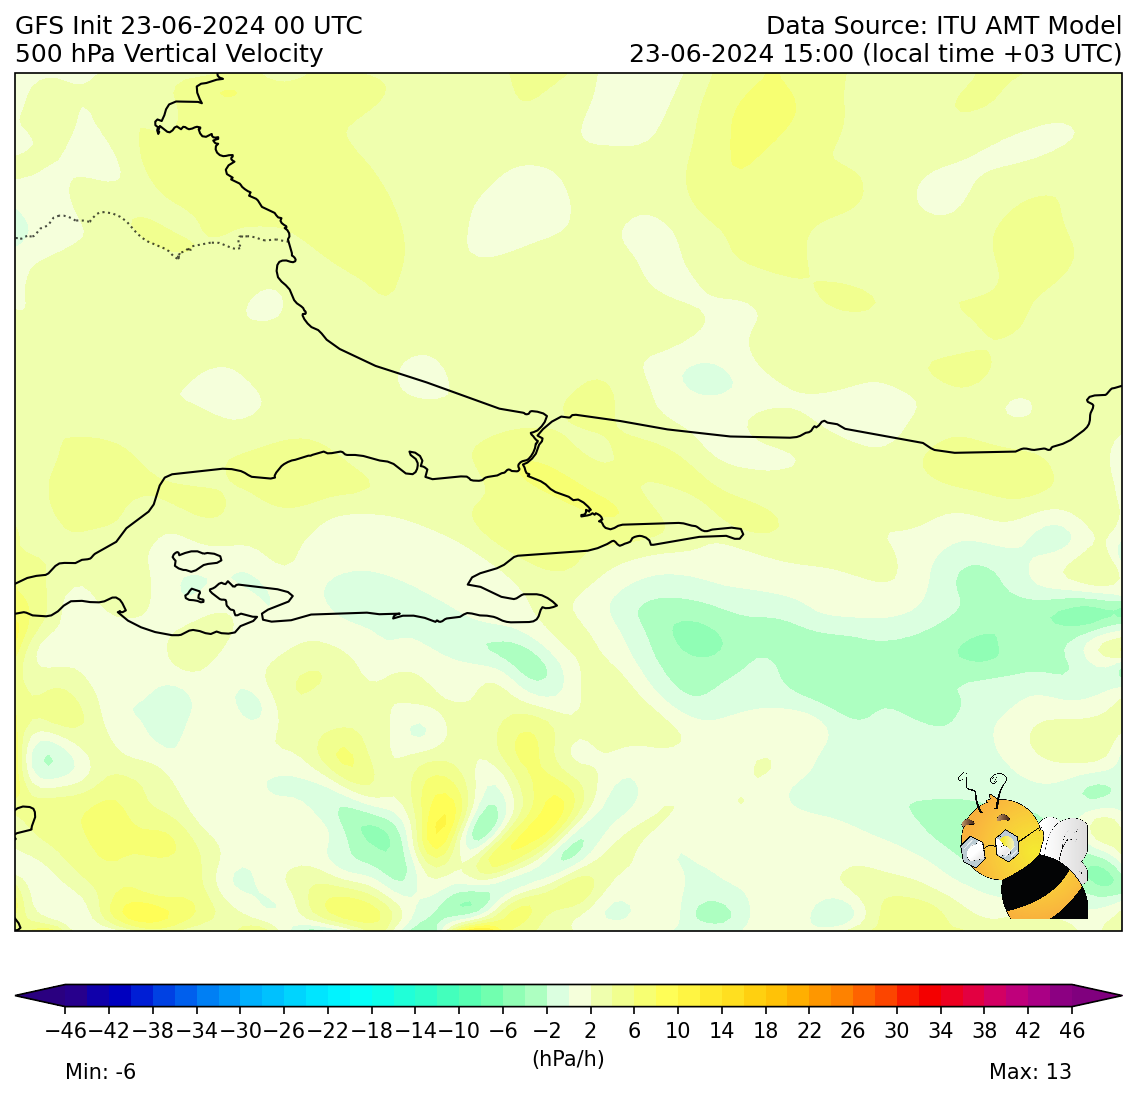 GFS Init 23-06-2024 00 UTC
500 hPa Vertical Velocity
Data Source: ITU AMT Model
23-06-2024 15:00 (local time +03 UTC)
−46 −42 −38 −34 −30 −26 −22 −18 −14 −10 −6 −2 2 6 10 14 18 22 26 30 34 38 42 46
(hPa/h)
Min: -6
Max: 13